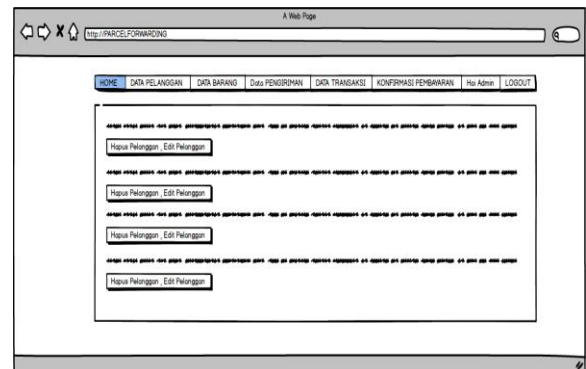 A Web Page
http://PARCELFORWARDING
HOME DATA PELANGGAN DATA BARANG Data PENGIRIMAN DATA TRANSAKSI KONFIRMASI PEMBAYARAN Hai Admin LOGOUT
Hapus Pelanggan , Edit Pelanggan
Hapus Pelanggan , Edit Pelanggan
Hapus Pelanggan , Edit Pelanggan
Hapus Pelanggan , Edit Pelanggan